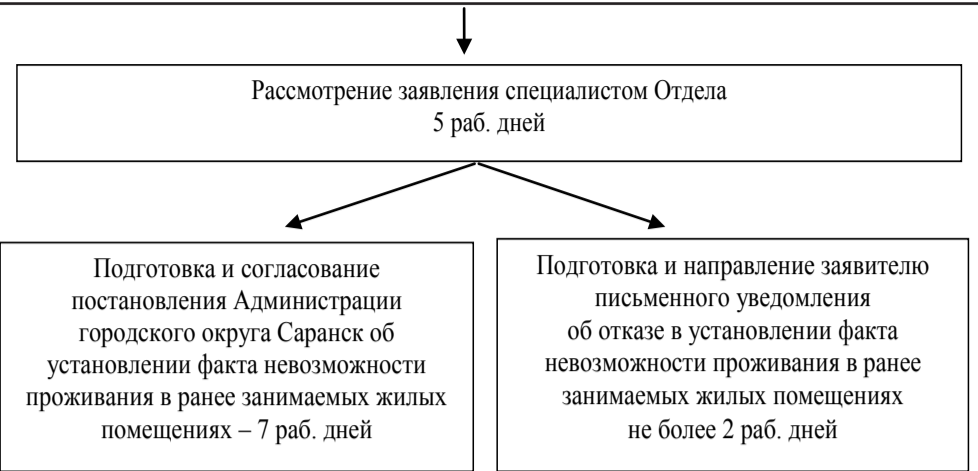 Рассмотрение заявления специалистом Отдела
5 раб. дней
Подготовка и согласование
постановления Администрации
городского округа Саранск об
установлении факта невозможности
проживания в ранее занимаемых жилых
помещениях – 7 раб. дней
Подготовка и направление заявителю
письменного уведомления
об отказе в установлении факта
невозможности проживания в ранее
занимаемых жилых помещениях
не более 2 раб. дней